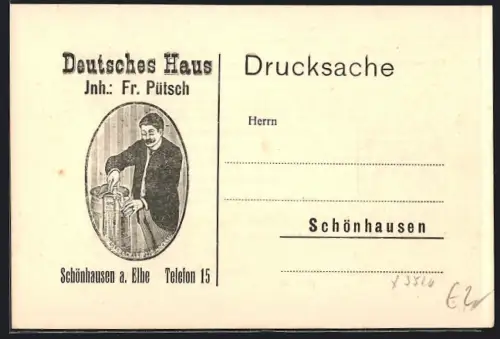 Deutsches Haus
Jnh.: Fr. Pütsch
Schönhausen a. Elbe Telefon 15
Drucksache
Herrn
Schönhausen